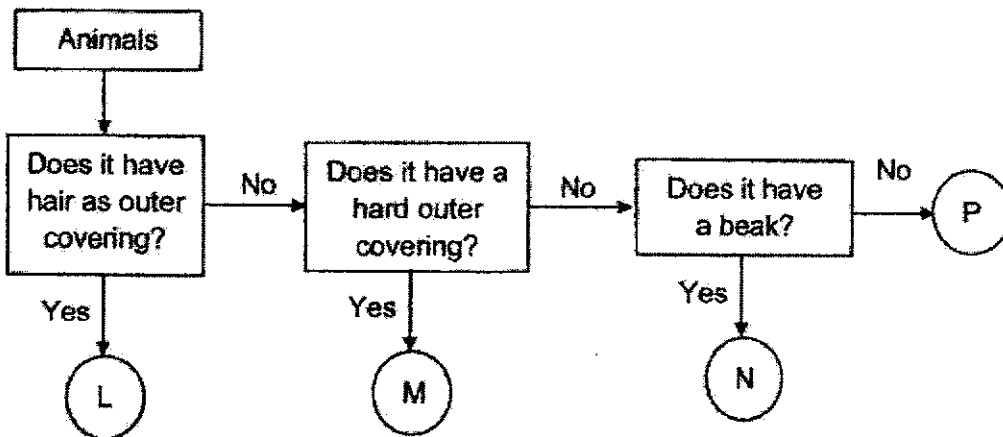 Animals
Does it have
hair as outer
covering?
No
Does it have a
hard outer
covering?
No
Does it have
a beak?
No
P
Yes
L
Yes
M
Yes
N